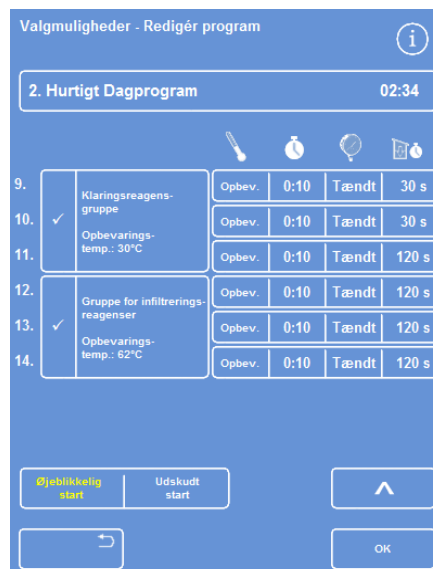 Valgmuligheder - Redigér program
i
2. Hurtigt Dagprogram 02:34
9. Opbev. 0:10 Tændt 30 s
Klaringsreagens-
gruppe
10. ✓ Opbev. 0:10 Tændt 30 s
Opbevarings-
temp.: 30°C
11. Opbev. 0:10 Tændt 120 s
12. Opbev. 0:10 Tændt 120 s
Gruppe for infiltrerings-
reagenser
13. ✓ Opbev. 0:10 Tændt 120 s
Opbevarings-
temp.: 62°C
14. Opbev. 0:10 Tændt 120 s
Øjeblikkelig
start
Udskudt
start
OK